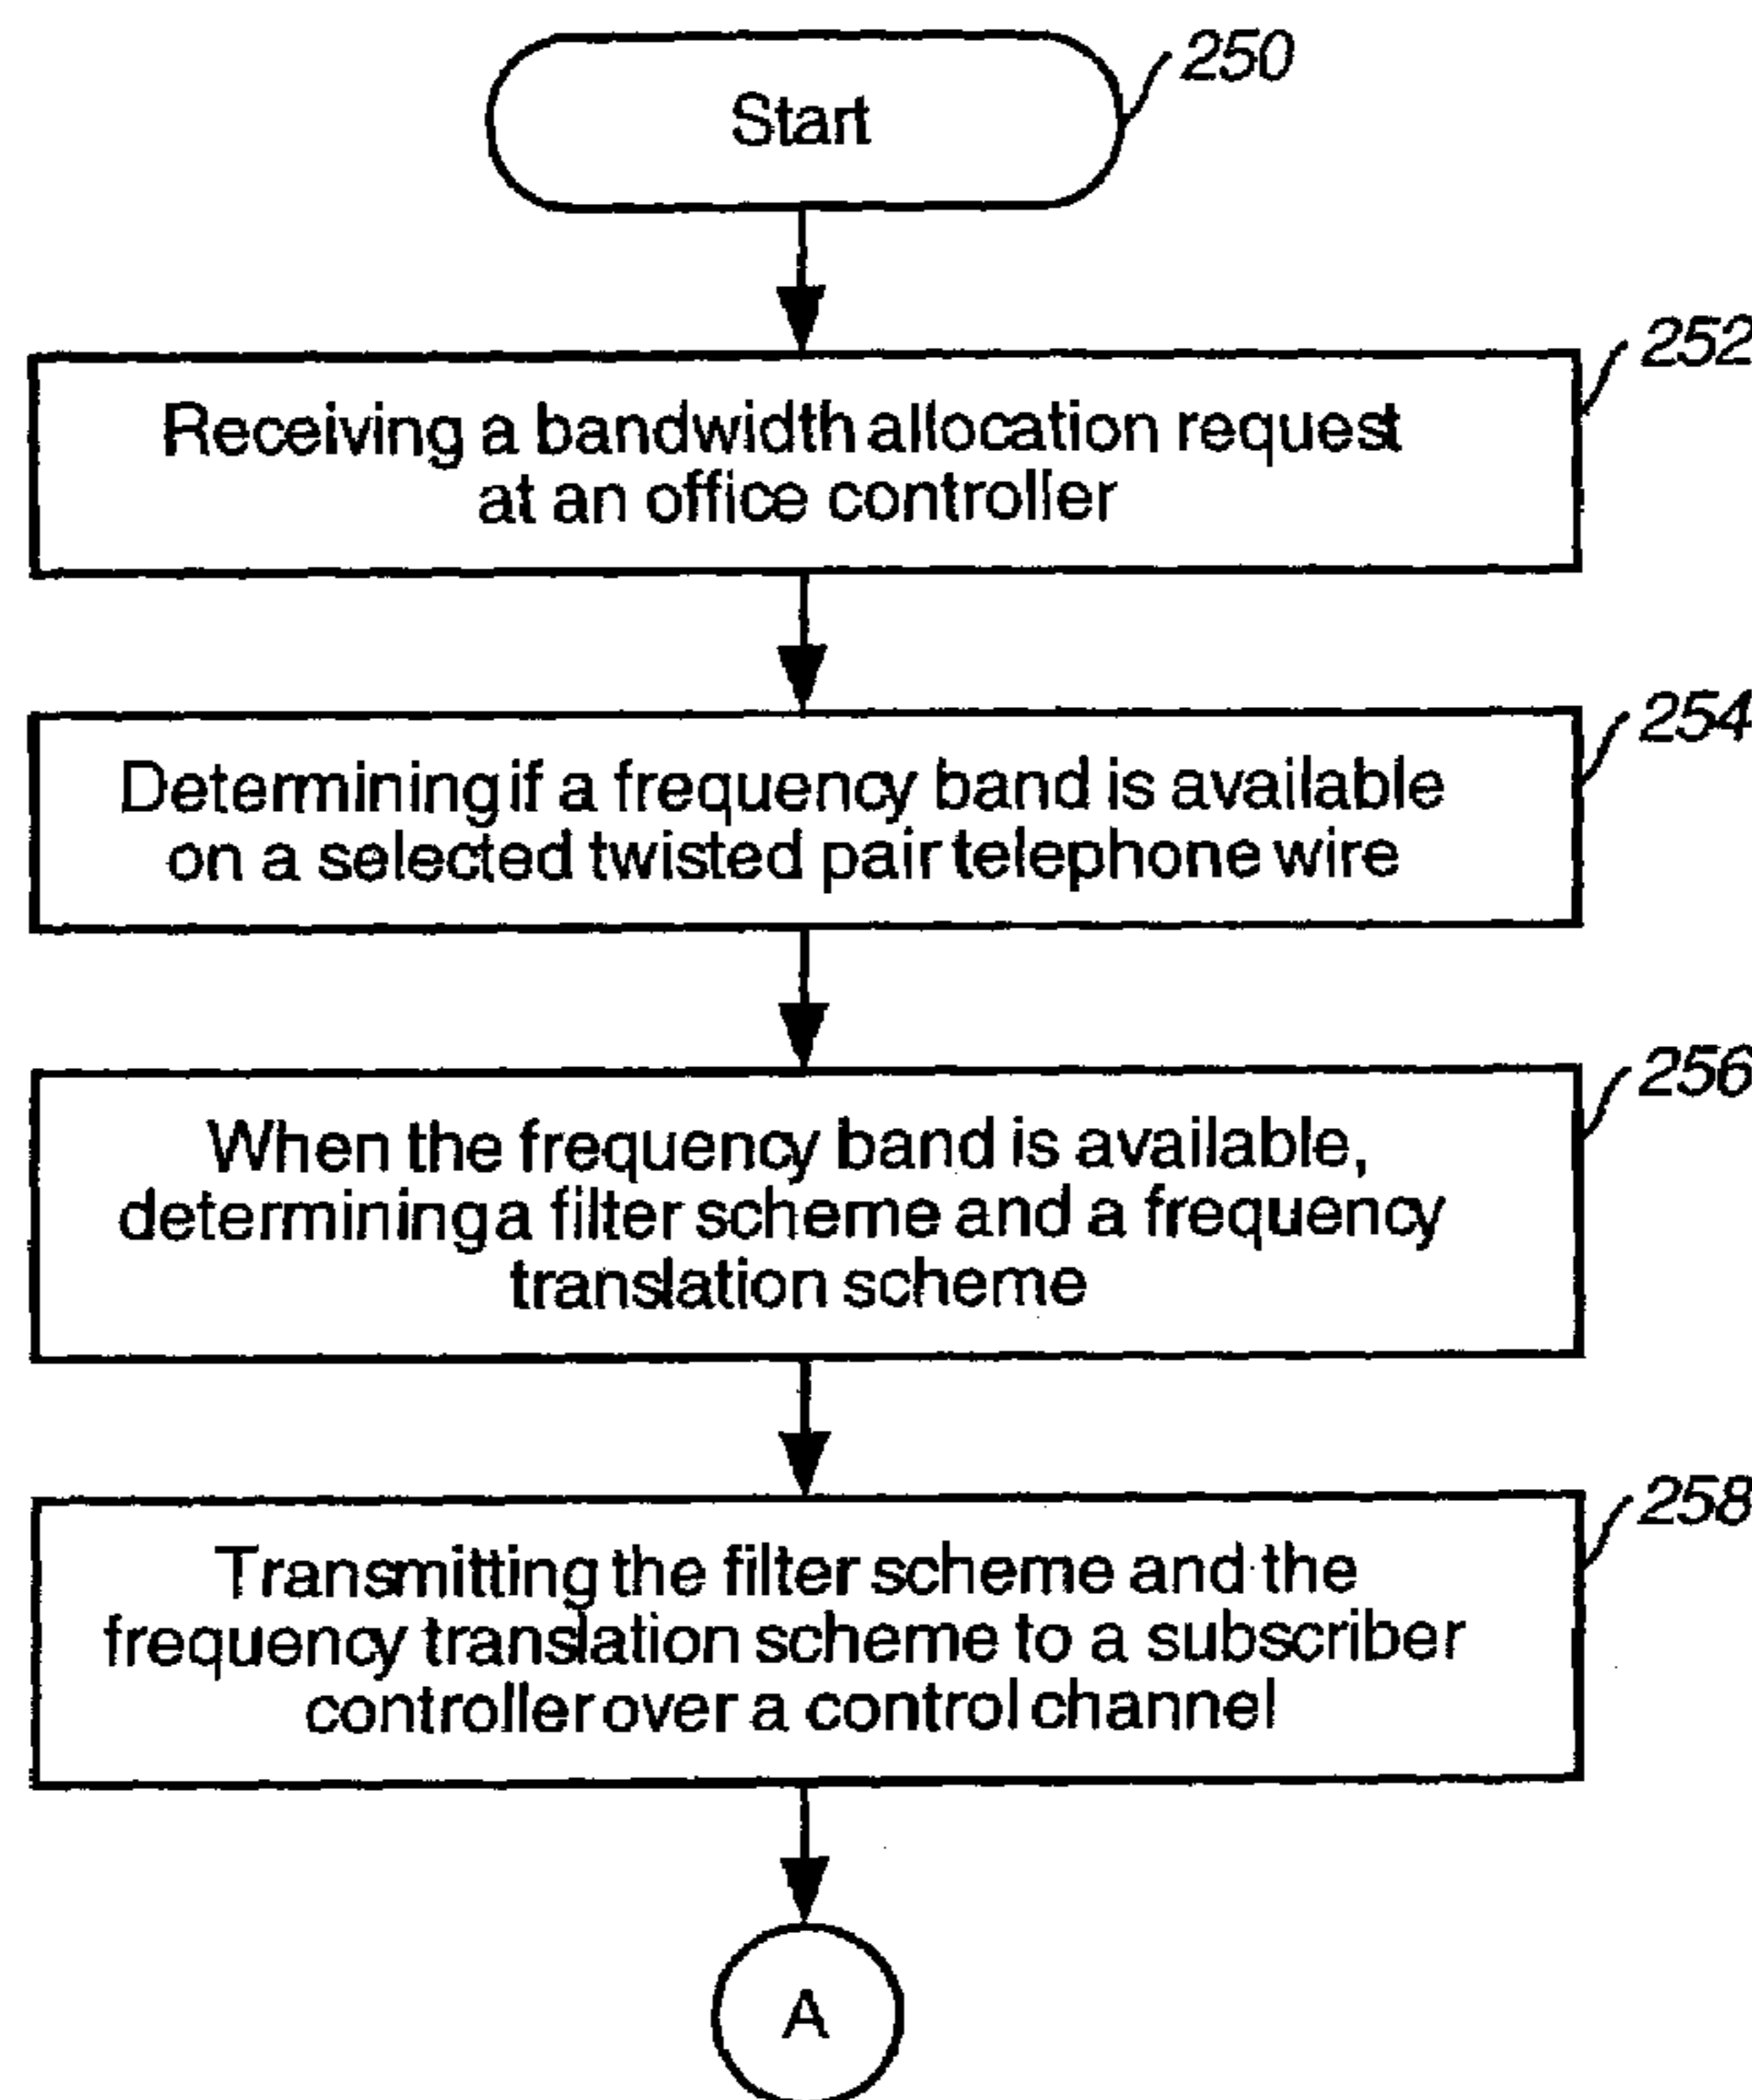 Start
250
252
Receiving a bandwidth allocation request
at an office controller
254
Determining if a frequency band is available
on a selected twisted pair telephone wire
256
When the frequency band is available,
determining a filter scheme and a frequency
translation scheme
258
Transmitting the filter scheme and the
frequency translation scheme to a subscriber
controller over a control channel
A